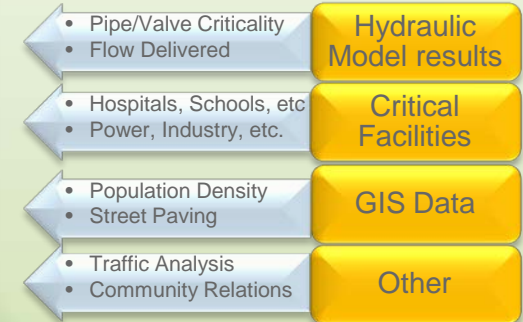 • Pipe/Valve Criticality
• Flow Delivered
Hydraulic
Model results
• Hospitals, Schools, etc
• Power, Industry, etc.
Critical
Facilities
• Population Density
• Street Paving
GIS Data
• Traffic Analysis
• Community Relations
Other